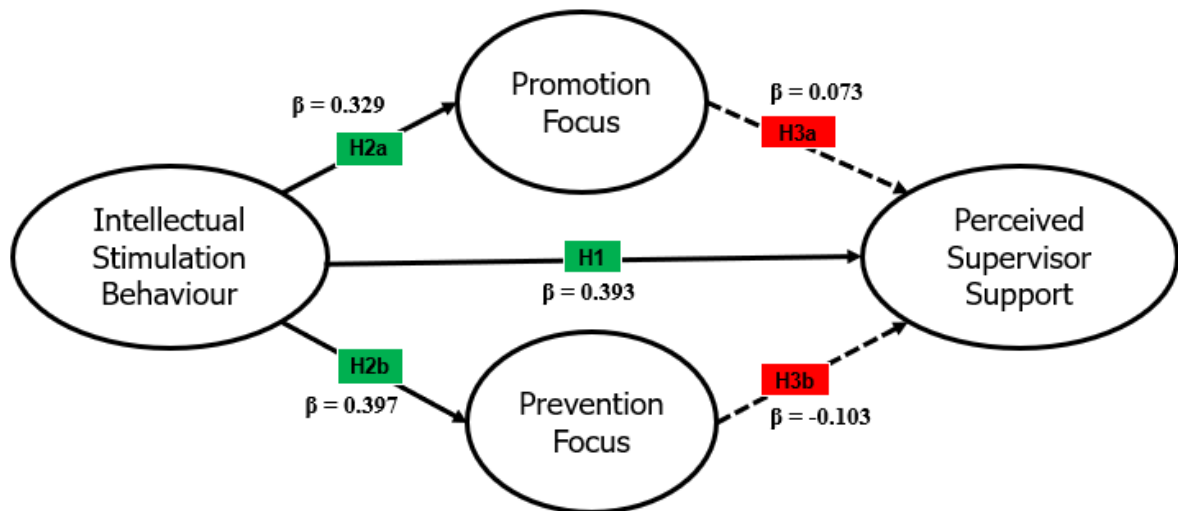 Promotion
Focus
β = 0.073
β = 0.329
H3a
H2a
Intellectual
Stimulation
Behaviour
H1
β = 0.393
Perceived
Supervisor
Support
H2b
β = 0.397
Prevention
Focus
H3b
β = -0.103